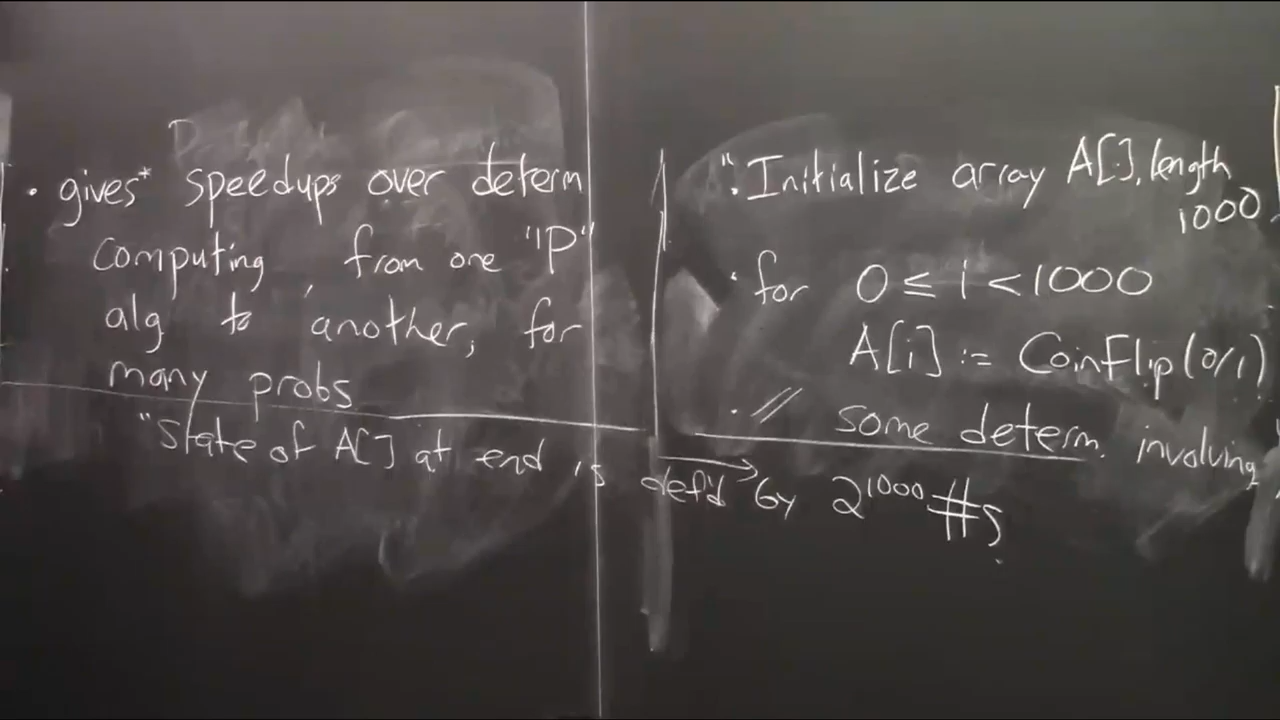 · gives* speedups over determ
computing, from one "P"
alg to another, for
many probs
": Initialize array A[], length
1000
· for 0 ≤ i < 1000
A[i] := CoinFlip(0/1)
· // some determ. involving
"State of A[] at end is def'd by 2^1000 #s